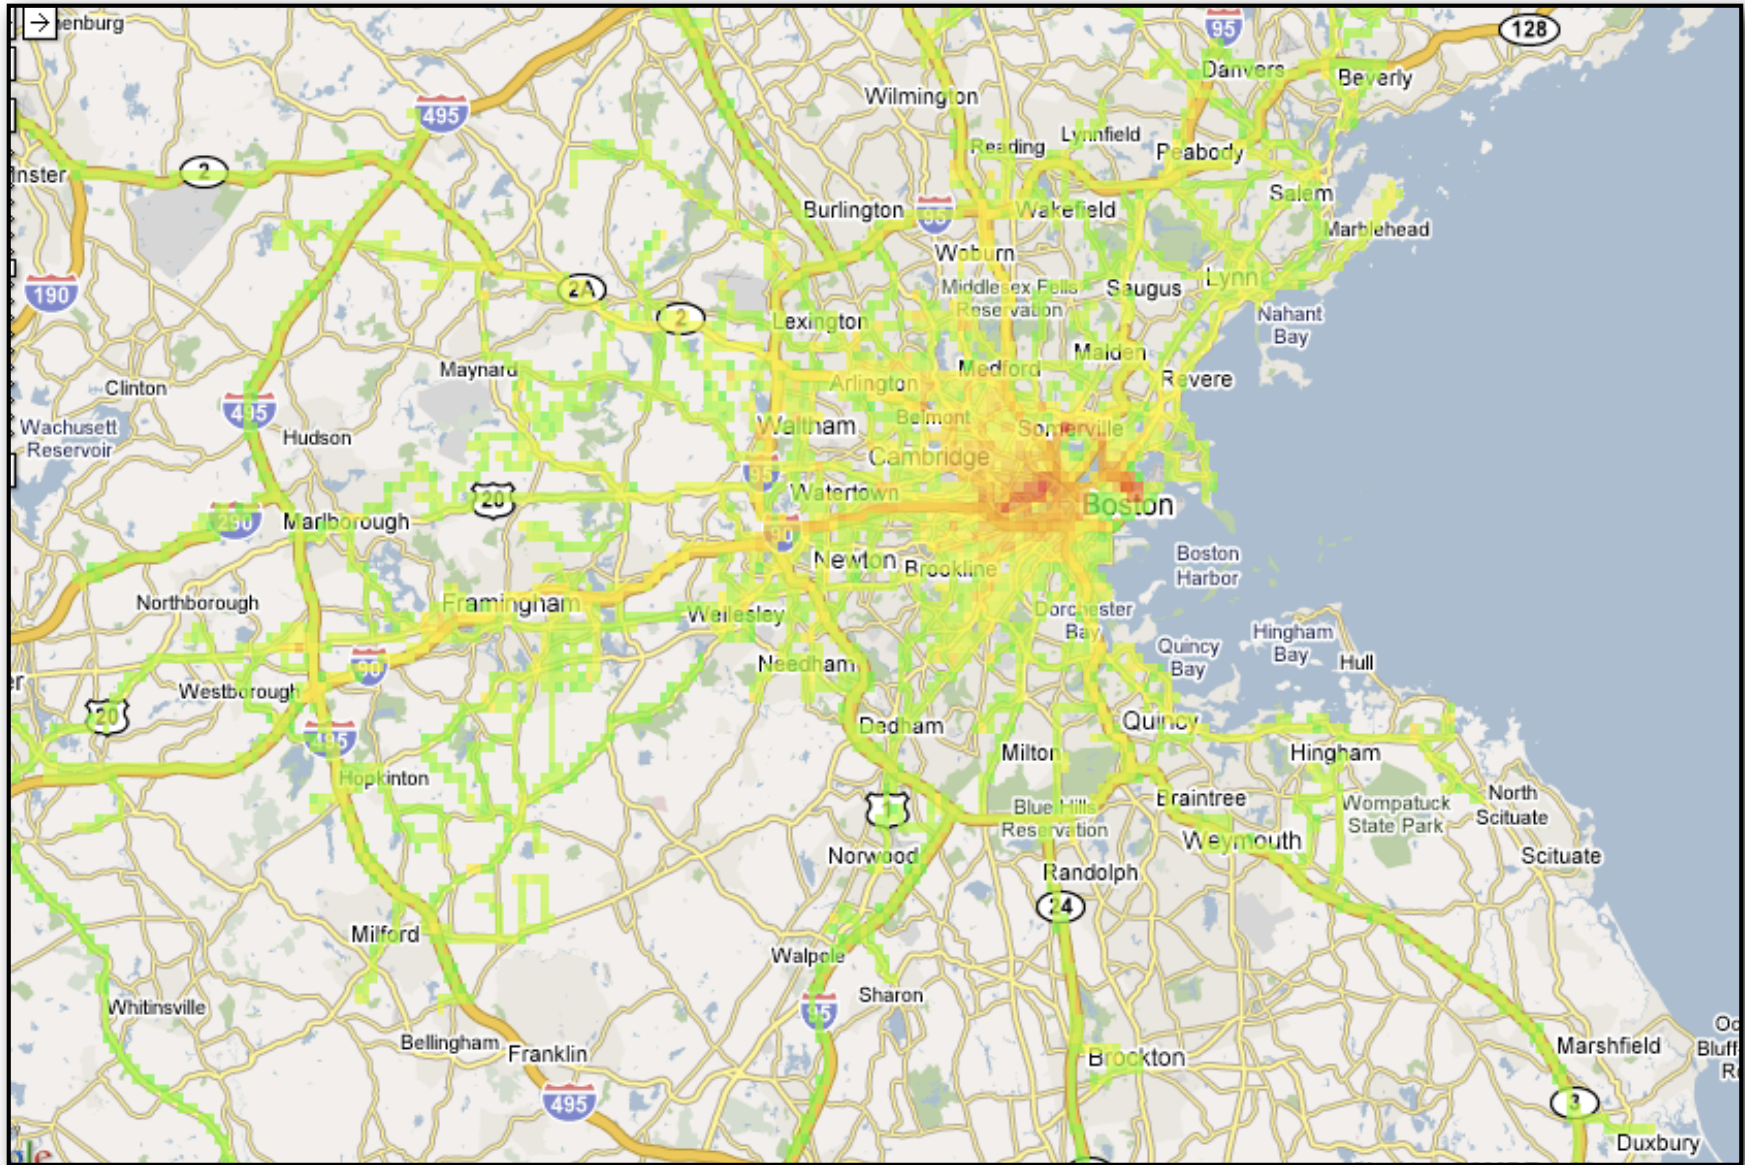 →
enburg
95
128
Danvers
Beverly
Wilmington
495
Lynnfield
Reading
Peabody
2
nster
Salem
Burlington
95
Wakefield
Marblehead
Woburn
Lynn
190
2A
Middlesex Fells
Reservation
Saugus
2
Lexington
Nahant
Bay
Malden
Maynard
Medford
Revere
Clinton
Arlington
495
Belmont
Wachusett
Reservoir
Hudson
Waltham
Somerville
Cambridge
95
20
Watertown
Boston
290
Marlborough
90
Newton
Brookline
Boston
Harbor
Northborough
Framingham
Wellesley
Dorchester
Bay
Hingham
Bay
Quincy
Bay
Hull
90
Needham
er
Westborough
20
495
Dedham
Quincy
Milton
Hingham
Hopkinton
1
Blue Hills
Reservation
Braintree
Wompatuck
State Park
North
Scituate
Weymouth
Norwood
Scituate
Randolph
24
Milford
Walpole
Sharon
Whitinsville
95
Bellingham
Franklin
Brockton
Marshfield
Oc
Bluff
R
495
3
Duxbury
gle